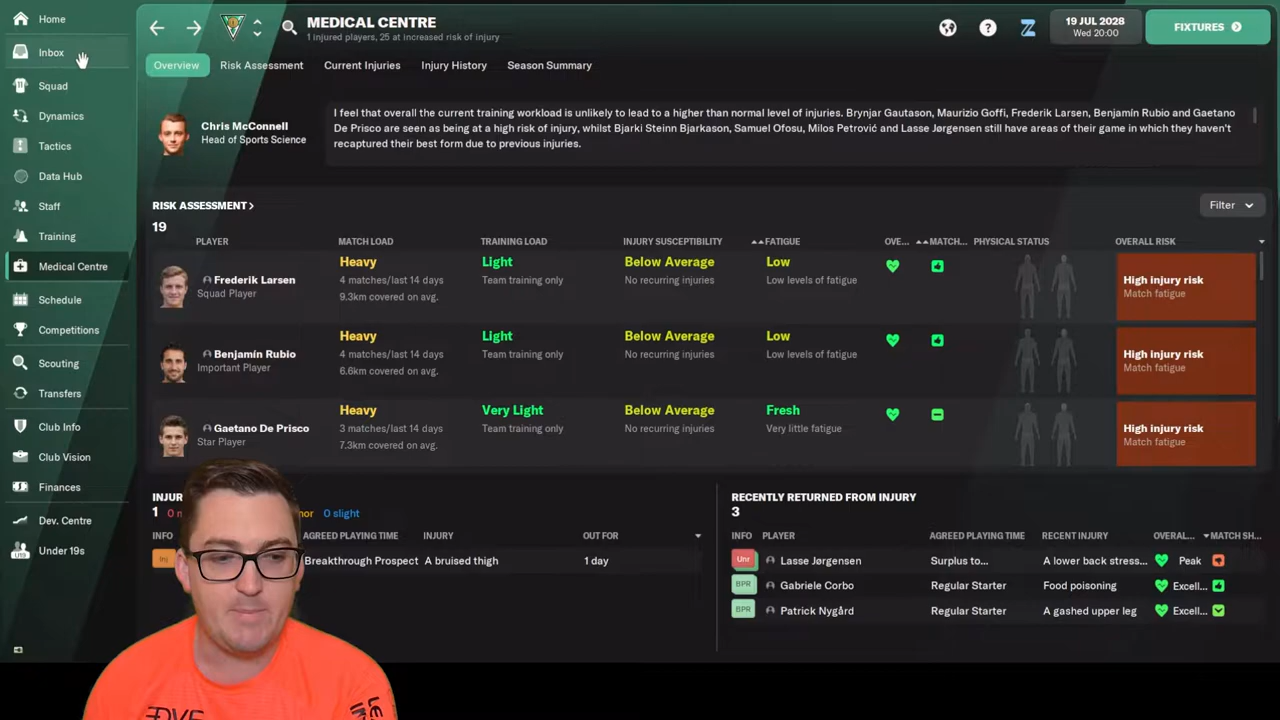 Home
Inbox
Squad
Dynamics
Tactics
Data Hub
Staff
Training
Medical Centre
Schedule
Competitions
Scouting
Transfers
Club Info
Club Vision
Finances
Dev. Centre
Under 19s
MEDICAL CENTRE
1 injured players, 25 at increased risk of injury
19 JUL 2028
Wed 20:00
FIXTURES
Overview Risk Assessment Current Injuries Injury History Season Summary
Chris McConnell
Head of Sports Science
I feel that overall the current training workload is unlikely to lead to a higher than normal level of injuries. Brynjar Gautason, Maurizio Goffi, Frederik Larsen, Benjamín Rubio and Gaetano
De Prisco are seen as being at a high risk of injury, whilst Bjarki Steinn Bjarkason, Samuel Ofosu, Milos Petrović and Lasse Jørgensen still have areas of their game in which they haven't
recaptured their best form due to previous injuries.
RISK ASSESSMENT
19
Filter
PLAYER MATCH LOAD TRAINING LOAD INJURY SUSCEPTIBILITY FATIGUE OVE... MATCH... PHYSICAL STATUS OVERALL RISK
Frederik Larsen
Squad Player
Heavy
4 matches/last 14 days
9.3km covered on avg.
Light
Team training only
Below Average
No recurring injuries
Low
Low levels of fatigue
High injury risk
Match fatigue
Benjamín Rubio
Important Player
Heavy
4 matches/last 14 days
6.6km covered on avg.
Light
Team training only
Below Average
No recurring injuries
Low
Low levels of fatigue
High injury risk
Match fatigue
Gaetano De Prisco
Star Player
Heavy
3 matches/last 14 days
7.3km covered on avg.
Very Light
Team training only
Below Average
No recurring injuries
Fresh
Very little fatigue
High injury risk
Match fatigue
INJUR
1 0 m nor 0 slight
INFO AGREED PLAYING TIME INJURY OUT FOR
Inj Breakthrough Prospect A bruised thigh 1 day
RECENTLY RETURNED FROM INJURY
3
INFO PLAYER AGREED PLAYING TIME RECENT INJURY OVERAL... MATCH SH...
Unr Lasse Jørgensen Surplus to... A lower back stress... Peak
BPR Gabriele Corbo Regular Starter Food poisoning Excell...
BPR Patrick Nygård Regular Starter A gashed upper leg Excell...